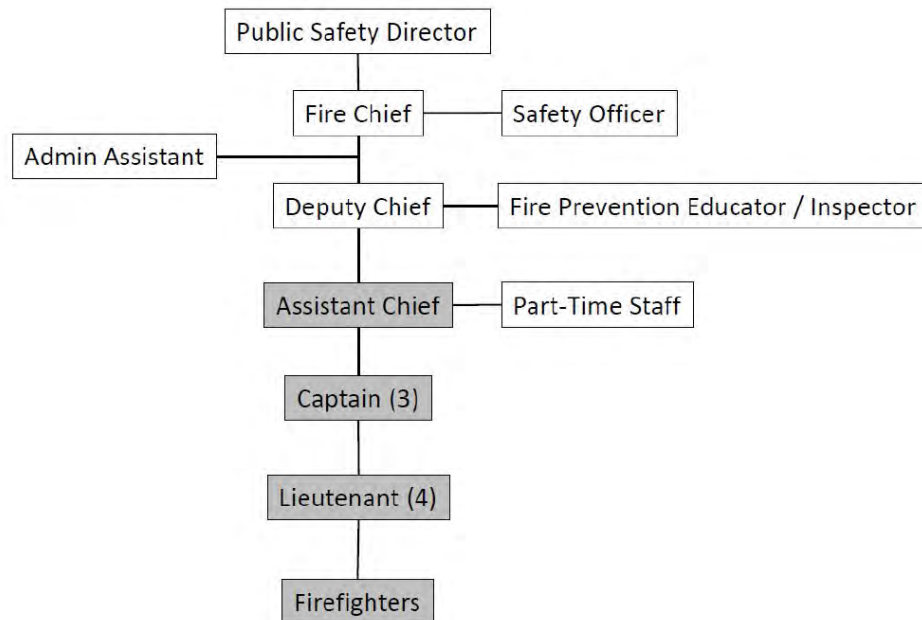 Public Safety Director
Fire Chief
Safety Officer
Admin Assistant
Deputy Chief
Fire Prevention Educator / Inspector
Assistant Chief
Part-Time Staff
Captain (3)
Lieutenant (4)
Firefighters